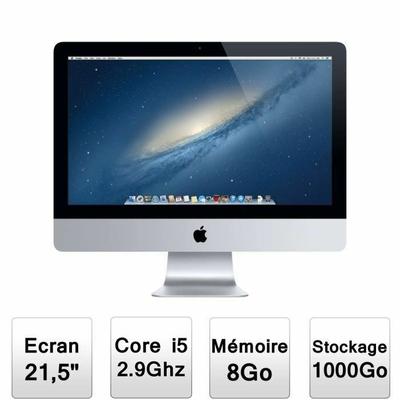 Ecran
21,5"
Core i5
2.9Ghz
Mémoire
8Go
Stockage
1000Go